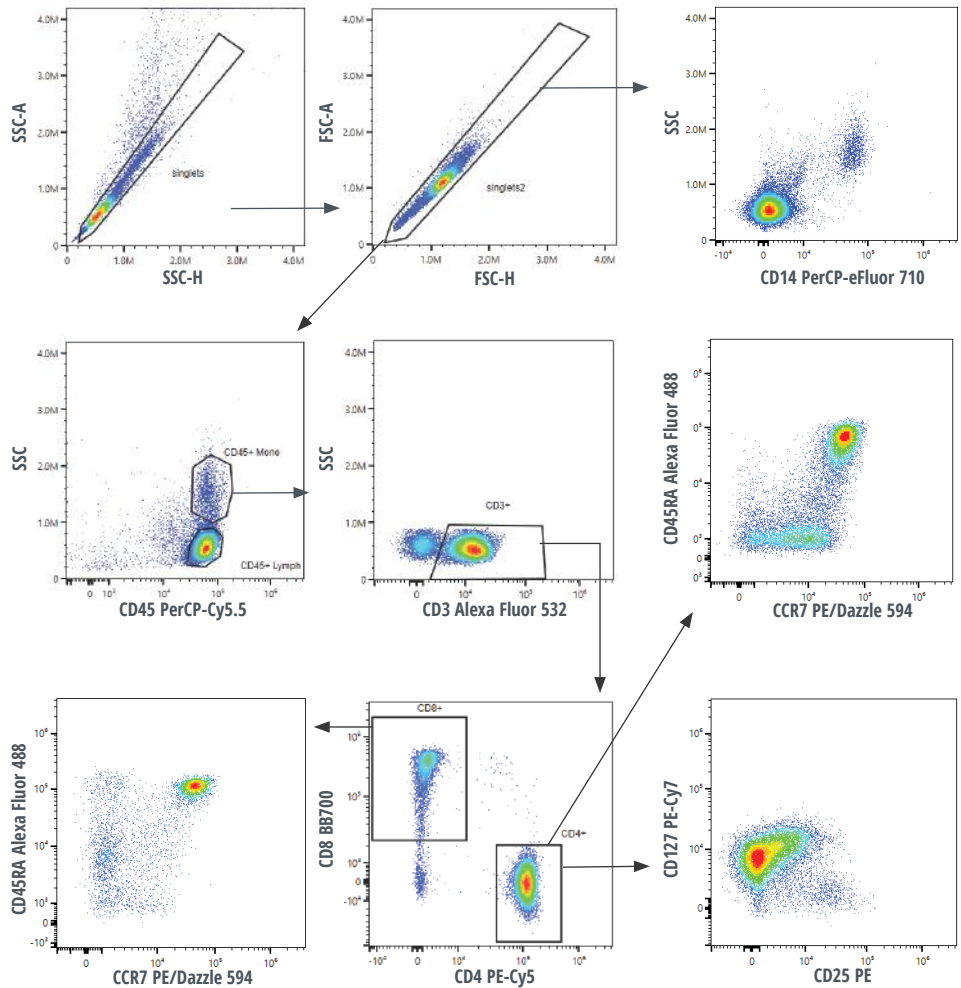 4.0M
3.0M
2.0M
1.0M
0
SSC-A
singlets
0 1.0M 2.0M 3.0M 4.0M
SSC-H
4.0M
3.0M
2.0M
1.0M
0
FSC-A
singlets2
0 1.0M 2.0M 3.0M 4.0M
FSC-H
4.0M
3.0M
2.0M
1.0M
0
SSC
-10⁴ 0 10⁴ 10⁵ 10⁶
CD14 PerCP-eFluor 710
4.0M
3.0M
2.0M
1.0M
0
SSC
CD45+ Mono
CD45+ Lymph
0 10³ 10⁴ 10⁵ 10⁶
CD45 PerCP-Cy5.5
4.0M
3.0M
2.0M
1.0M
0
SSC
CD3+
0 10⁴ 10⁵ 10⁶
CD3 Alexa Fluor 532
CD45RA Alexa Fluor 488
0 10⁴ 10⁵ 10⁶
CCR7 PE/Dazzle 594
10⁶
10⁵
10⁴
10³
0
-10³
CD45RA Alexa Fluor 488
0 10⁴ 10⁵ 10⁶
CCR7 PE/Dazzle 594
CD8+
CD4+
10⁵
0
-10⁴
CD8 BB700
0 10⁴ 10⁵ 10⁶
CD4 PE-Cy5
10⁶
10⁵
10⁴
0
CD127 PE-Cy7
0 10⁴ 10⁵ 10⁶
CD25 PE